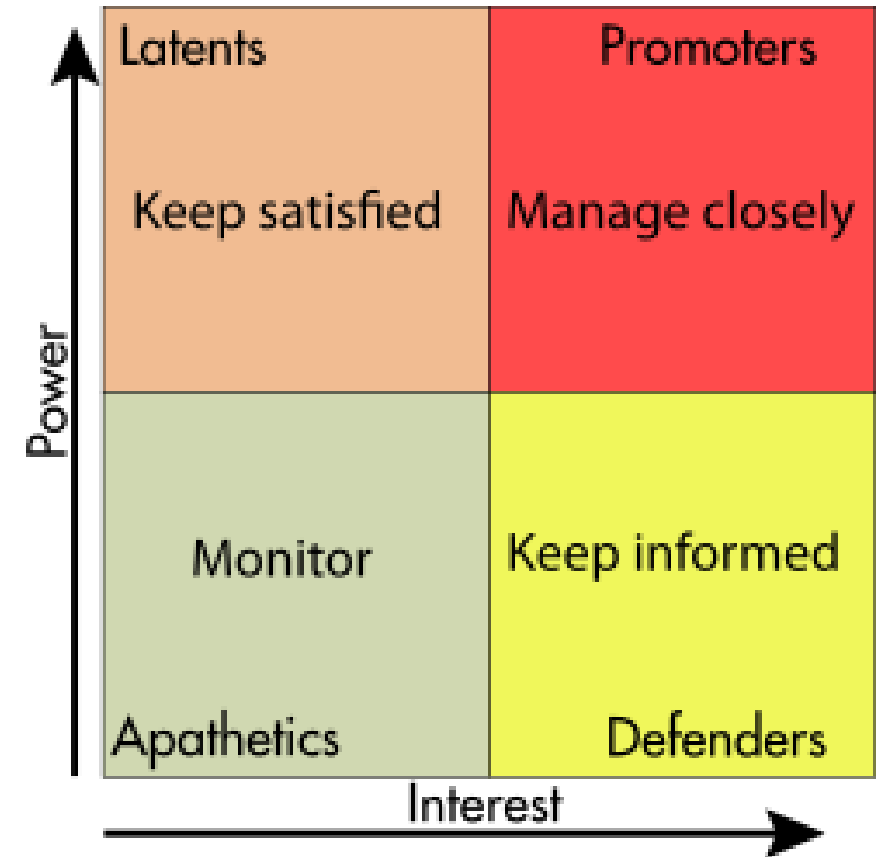 Latents
Promoters
Keep satisfied
Manage closely
Power
Monitor
Keep informed
Apathetics
Defenders
Interest